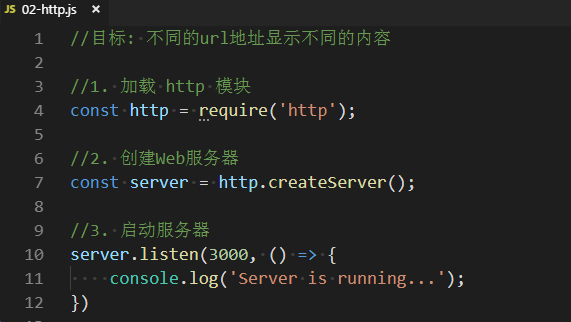 JS 02-http.js ×
1 //目标: 不同的url地址显示不同的内容
2
3 //1. 加载 http 模块
4 const http = require('http');
5
6 //2. 创建Web服务器
7 const server = http.createServer();
8
9 //3. 启动服务器
10 server.listen(3000, () => {
11     console.log('Server is running...');
12 })